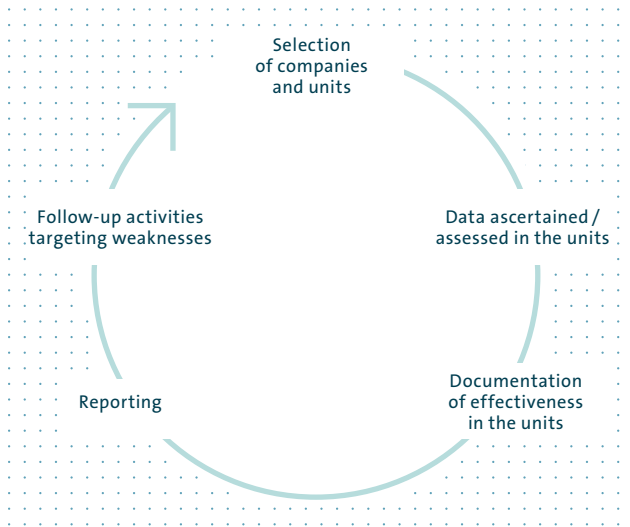 Selection
of companies
and units
Data ascertained /
assessed in the units
Documentation
of effectiveness
in the units
Reporting
Follow-up activities
targeting weaknesses